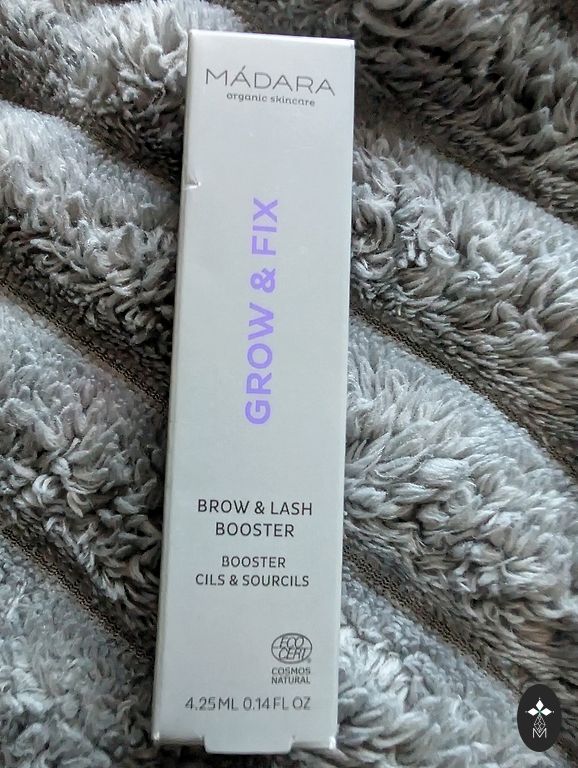 MÁDARA
organic skincare
GROW & FIX
BROW & LASH
BOOSTER
BOOSTER
CILS & SOURCILS
ECO
CERT®
COSMOS
NATURAL
4.25 ML 0.14 FL OZ
M